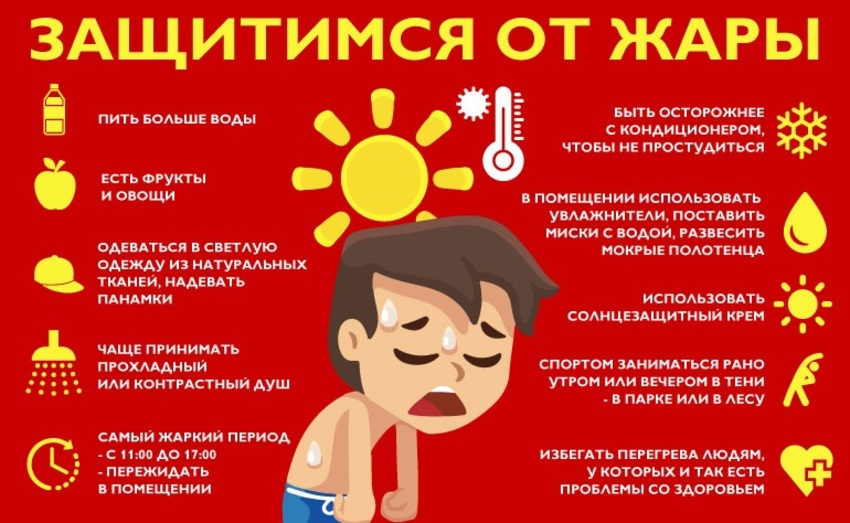 ЗАЩИТИМСЯ ОТ ЖАРЫ
ПИТЬ БОЛЬШЕ ВОДЫ
ЕСТЬ ФРУКТЫ
И ОВОЩИ
ОДЕВАТЬСЯ В СВЕТЛУЮ
ОДЕЖДУ ИЗ НАТУРАЛЬНЫХ
ТКАНЕЙ, НАДЕВАТЬ
ПАНАМКИ
ЧАЩЕ ПРИНИМАТЬ
ПРОХЛАДНЫЙ
ИЛИ КОНТРАСТНЫЙ ДУШ
САМЫЙ ЖАРКИЙ ПЕРИОД
- С 11:00 ДО 17:00
- ПЕРЕЖИДАТЬ
В ПОМЕЩЕНИИ
БЫТЬ ОСТОРОЖНЕЕ
С КОНДИЦИОНЕРОМ,
ЧТОБЫ НЕ ПРОСТУДИТЬСЯ
В ПОМЕЩЕНИИ ИСПОЛЬЗОВАТЬ
УВЛАЖНИТЕЛИ, ПОСТАВИТЬ
МИСКИ С ВОДОЙ, РАЗВЕСИТЬ
МОКРЫЕ ПОЛОТЕНЦА
ИСПОЛЬЗОВАТЬ
СОЛНЦЕЗАЩИТНЫЙ КРЕМ
СПОРТОМ ЗАНИМАТЬСЯ РАНО
УТРОМ ИЛИ ВЕЧЕРОМ В ТЕНИ
- В ПАРКЕ ИЛИ В ЛЕСУ
ИЗБЕГАТЬ ПЕРЕГРЕВА ЛЮДЯМ,
У КОТОРЫХ И ТАК ЕСТЬ
ПРОБЛЕМЫ СО ЗДОРОВЬЕМ